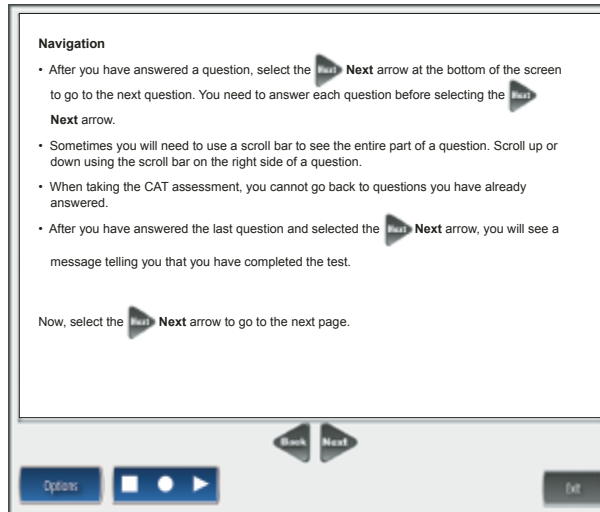 Navigation
• After you have answered a question, select the Next Next arrow at the bottom of the screen
to go to the next question. You need to answer each question before selecting the Next
Next arrow.
• Sometimes you will need to use a scroll bar to see the entire part of a question. Scroll up or
down using the scroll bar on the right side of a question.
• When taking the CAT assessment, you cannot go back to questions you have already
answered.
• After you have answered the last question and selected the Next Next arrow, you will see a
message telling you that you have completed the test.
Now, select the Next Next arrow to go to the next page.
Back Next
Options Exit